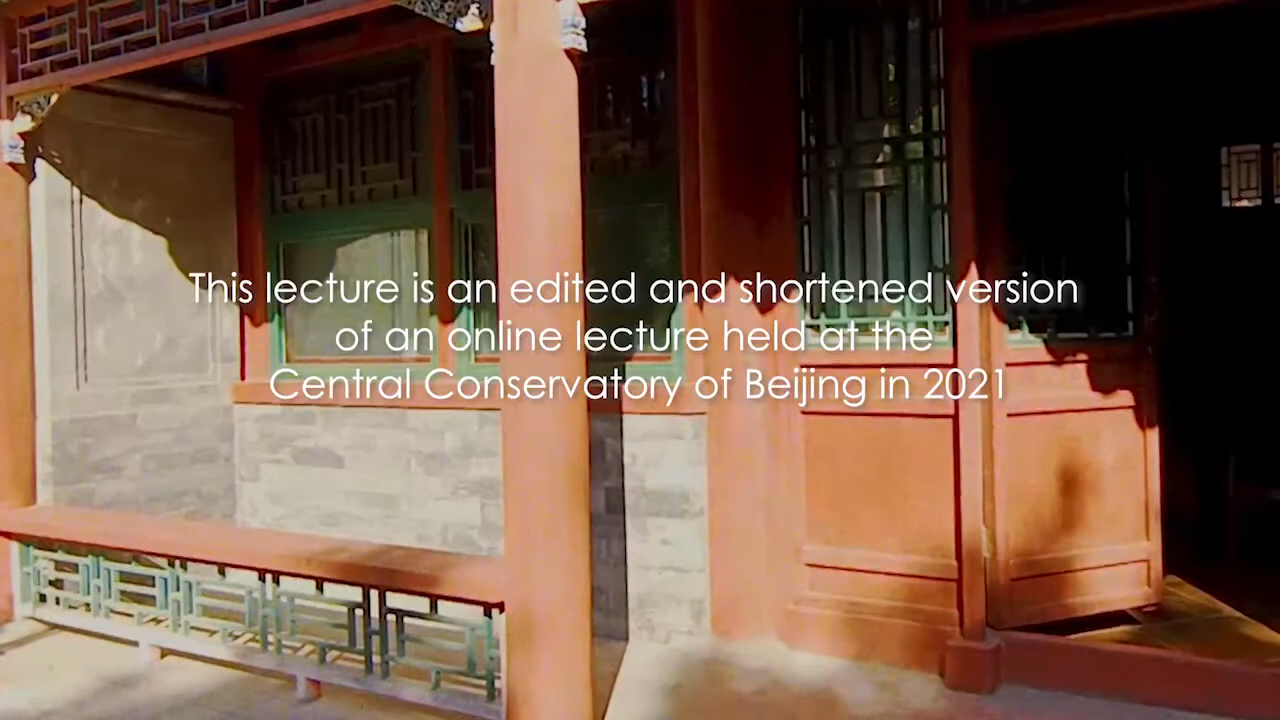 This lecture is an edited and shortened version
of an online lecture held at the
Central Conservatory of Beijing in 2021